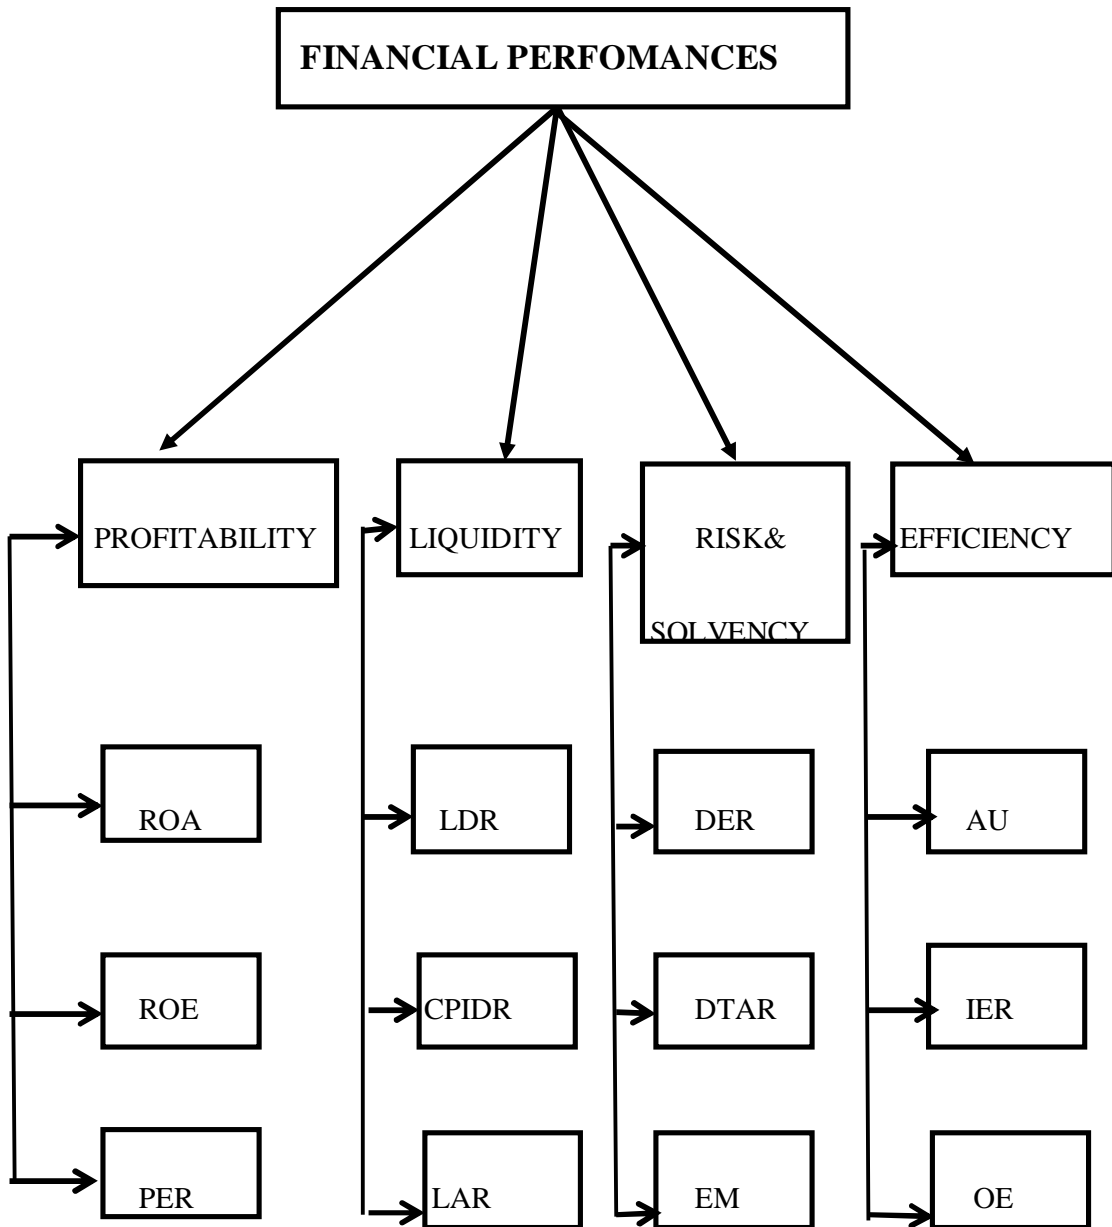 FINANCIAL PERFOMANCES
PROFITABILITY
LIQUIDITY
RISK&
SOLVENCY
EFFICIENCY
ROA
LDR
DER
AU
ROE
CPIDR
DTAR
IER
PER
LAR
EM
OE